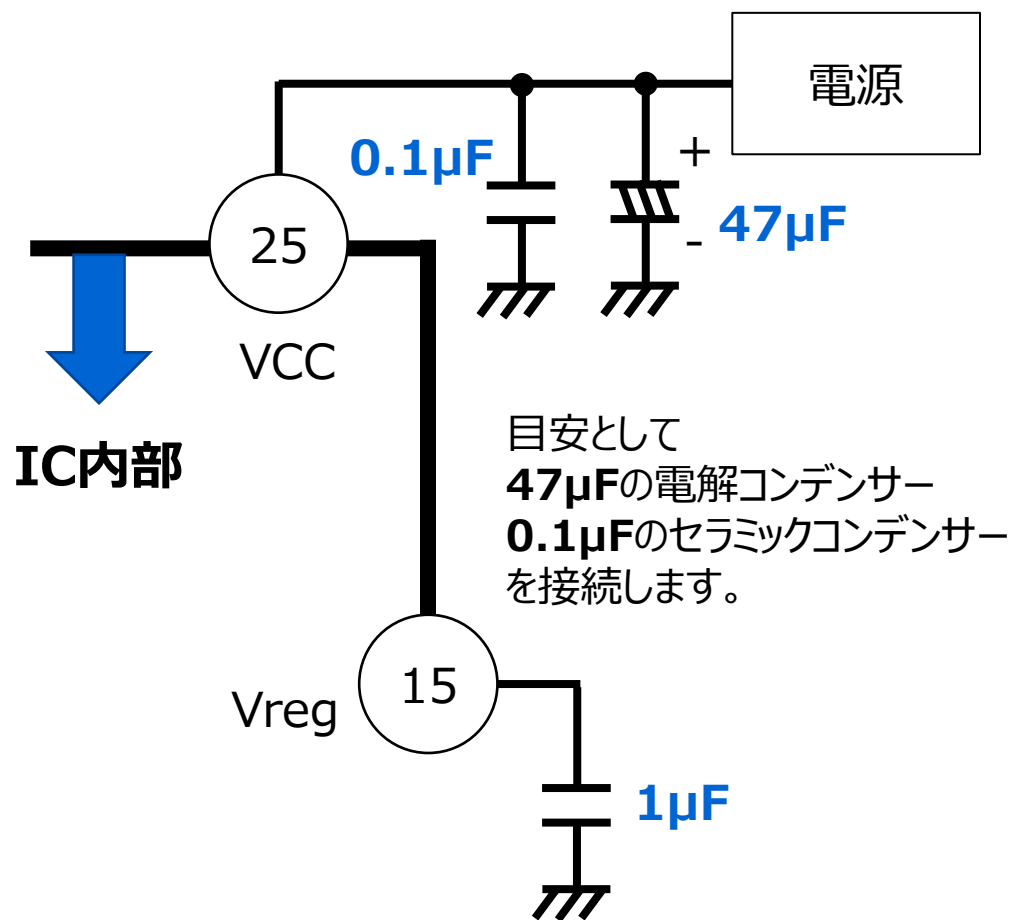 電源
0.1μF
+
25
47μF
-
VCC
IC内部
目安として
47μFの電解コンデンサー
0.1μFのセラミックコンデンサー
を接続します。
15
Vreg
1μF